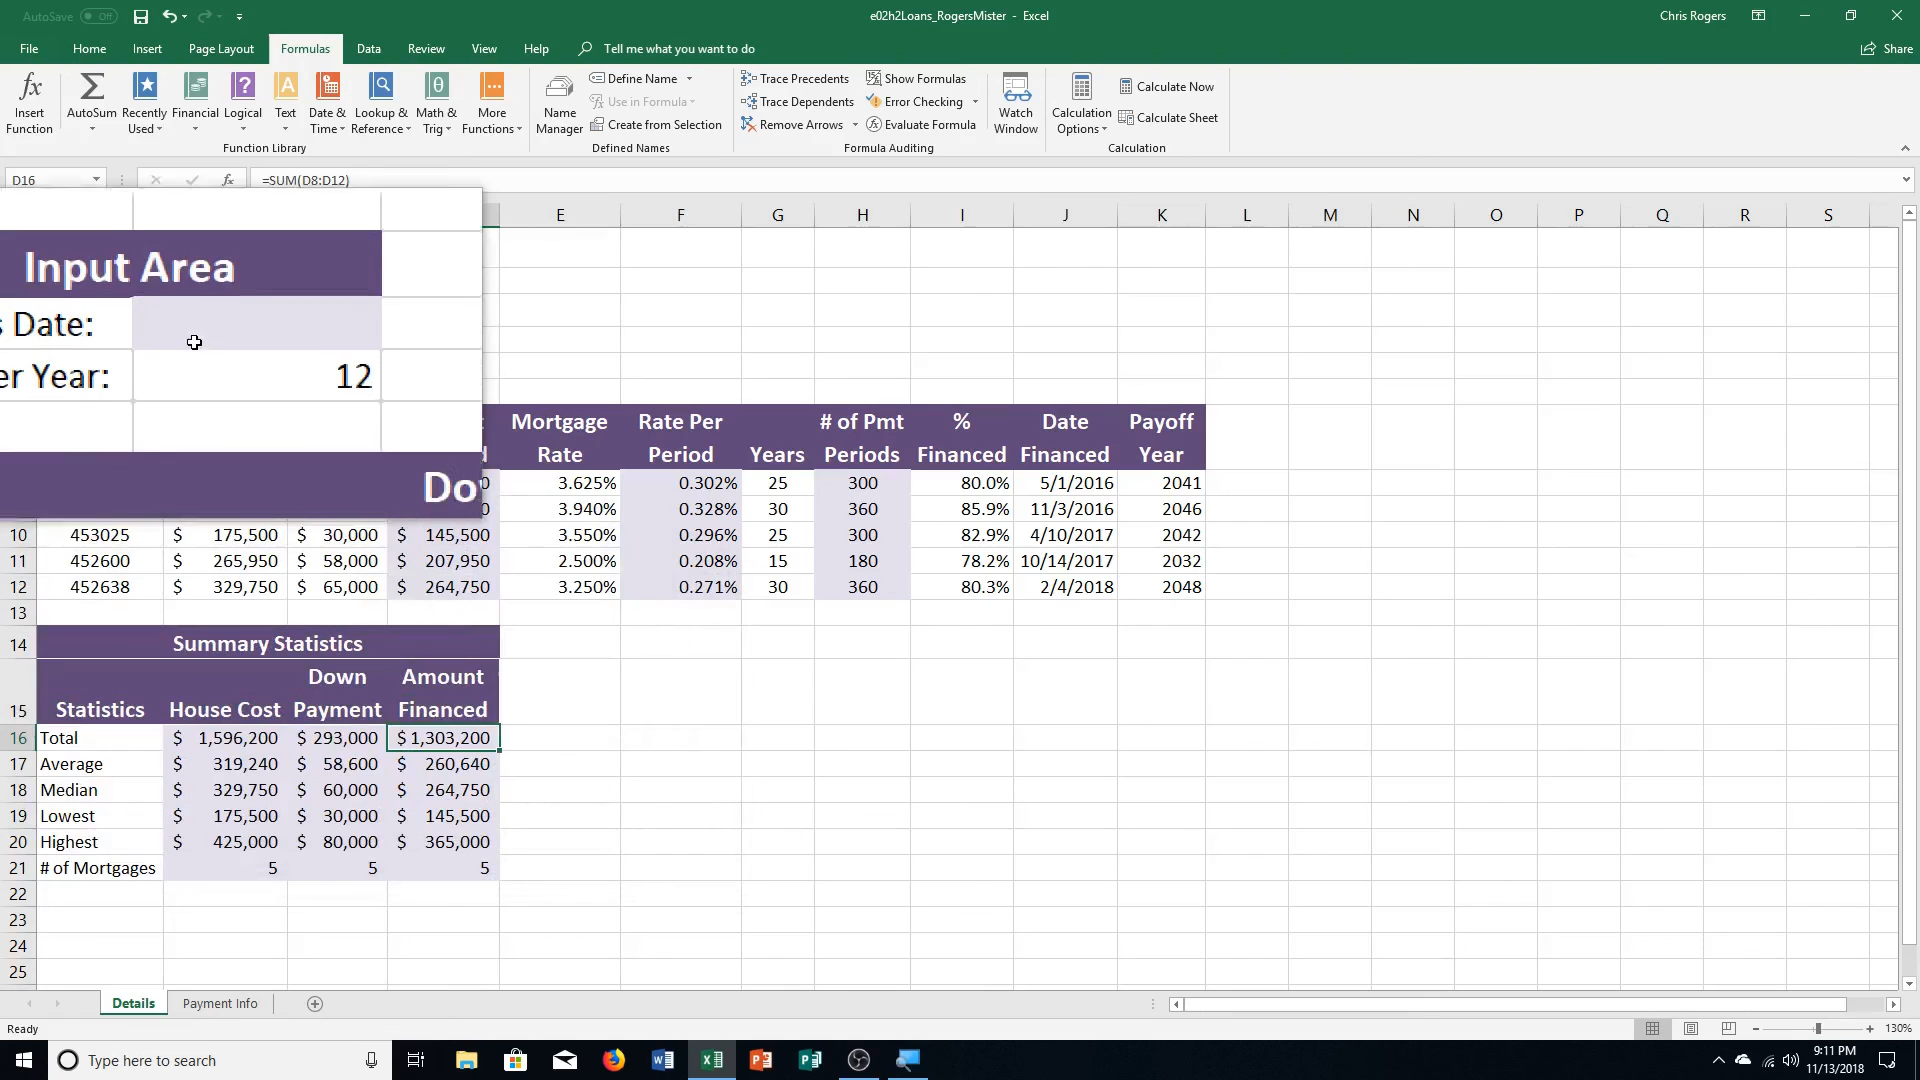 AutoSave Off
e02h2Loans_RogersMister - Excel
Chris Rogers
File Home Insert Page Layout Formulas Data Review View Help Tell me what you want to do Share
Insert Function
AutoSum
Recently Used
Financial
Logical
Text
Date & Time
Lookup & Reference
Math & Trig
More Functions
Function Library
Name Manager
Define Name
Use in Formula
Create from Selection
Defined Names
Trace Precedents
Trace Dependents
Remove Arrows
Show Formulas
Error Checking
Evaluate Formula
Formula Auditing
Watch Window
Calculation Options
Calculate Now
Calculate Sheet
Calculation
D16 fx =SUM(D8:D12)
E F G H I J K L M N O P Q R S
Input Area
s Date:
er Year: 12
Do
Mortgage Rate Per # of Pmt % Date Payoff
Rate Period Years Periods Financed Financed Year
3.625% 0.302% 25 300 80.0% 5/1/2016 2041
3.940% 0.328% 30 360 85.9% 11/3/2016 2046
10 453025 $ 175,500 $ 30,000 $ 145,500 3.550% 0.296% 25 300 82.9% 4/10/2017 2042
11 452600 $ 265,950 $ 58,000 $ 207,950 2.500% 0.208% 15 180 78.2% 10/14/2017 2032
12 452638 $ 329,750 $ 65,000 $ 264,750 3.250% 0.271% 30 360 80.3% 2/4/2018 2048
13
14 Summary Statistics
Down Amount
15 Statistics House Cost Payment Financed
16 Total $ 1,596,200 $ 293,000 $ 1,303,200
17 Average $ 319,240 $ 58,600 $ 260,640
18 Median $ 329,750 $ 60,000 $ 264,750
19 Lowest $ 175,500 $ 30,000 $ 145,500
20 Highest $ 425,000 $ 80,000 $ 365,000
21 # of Mortgages 5 5 5
22
23
24
25
Details Payment Info
Ready 130%
Type here to search
9:11 PM
11/13/2018